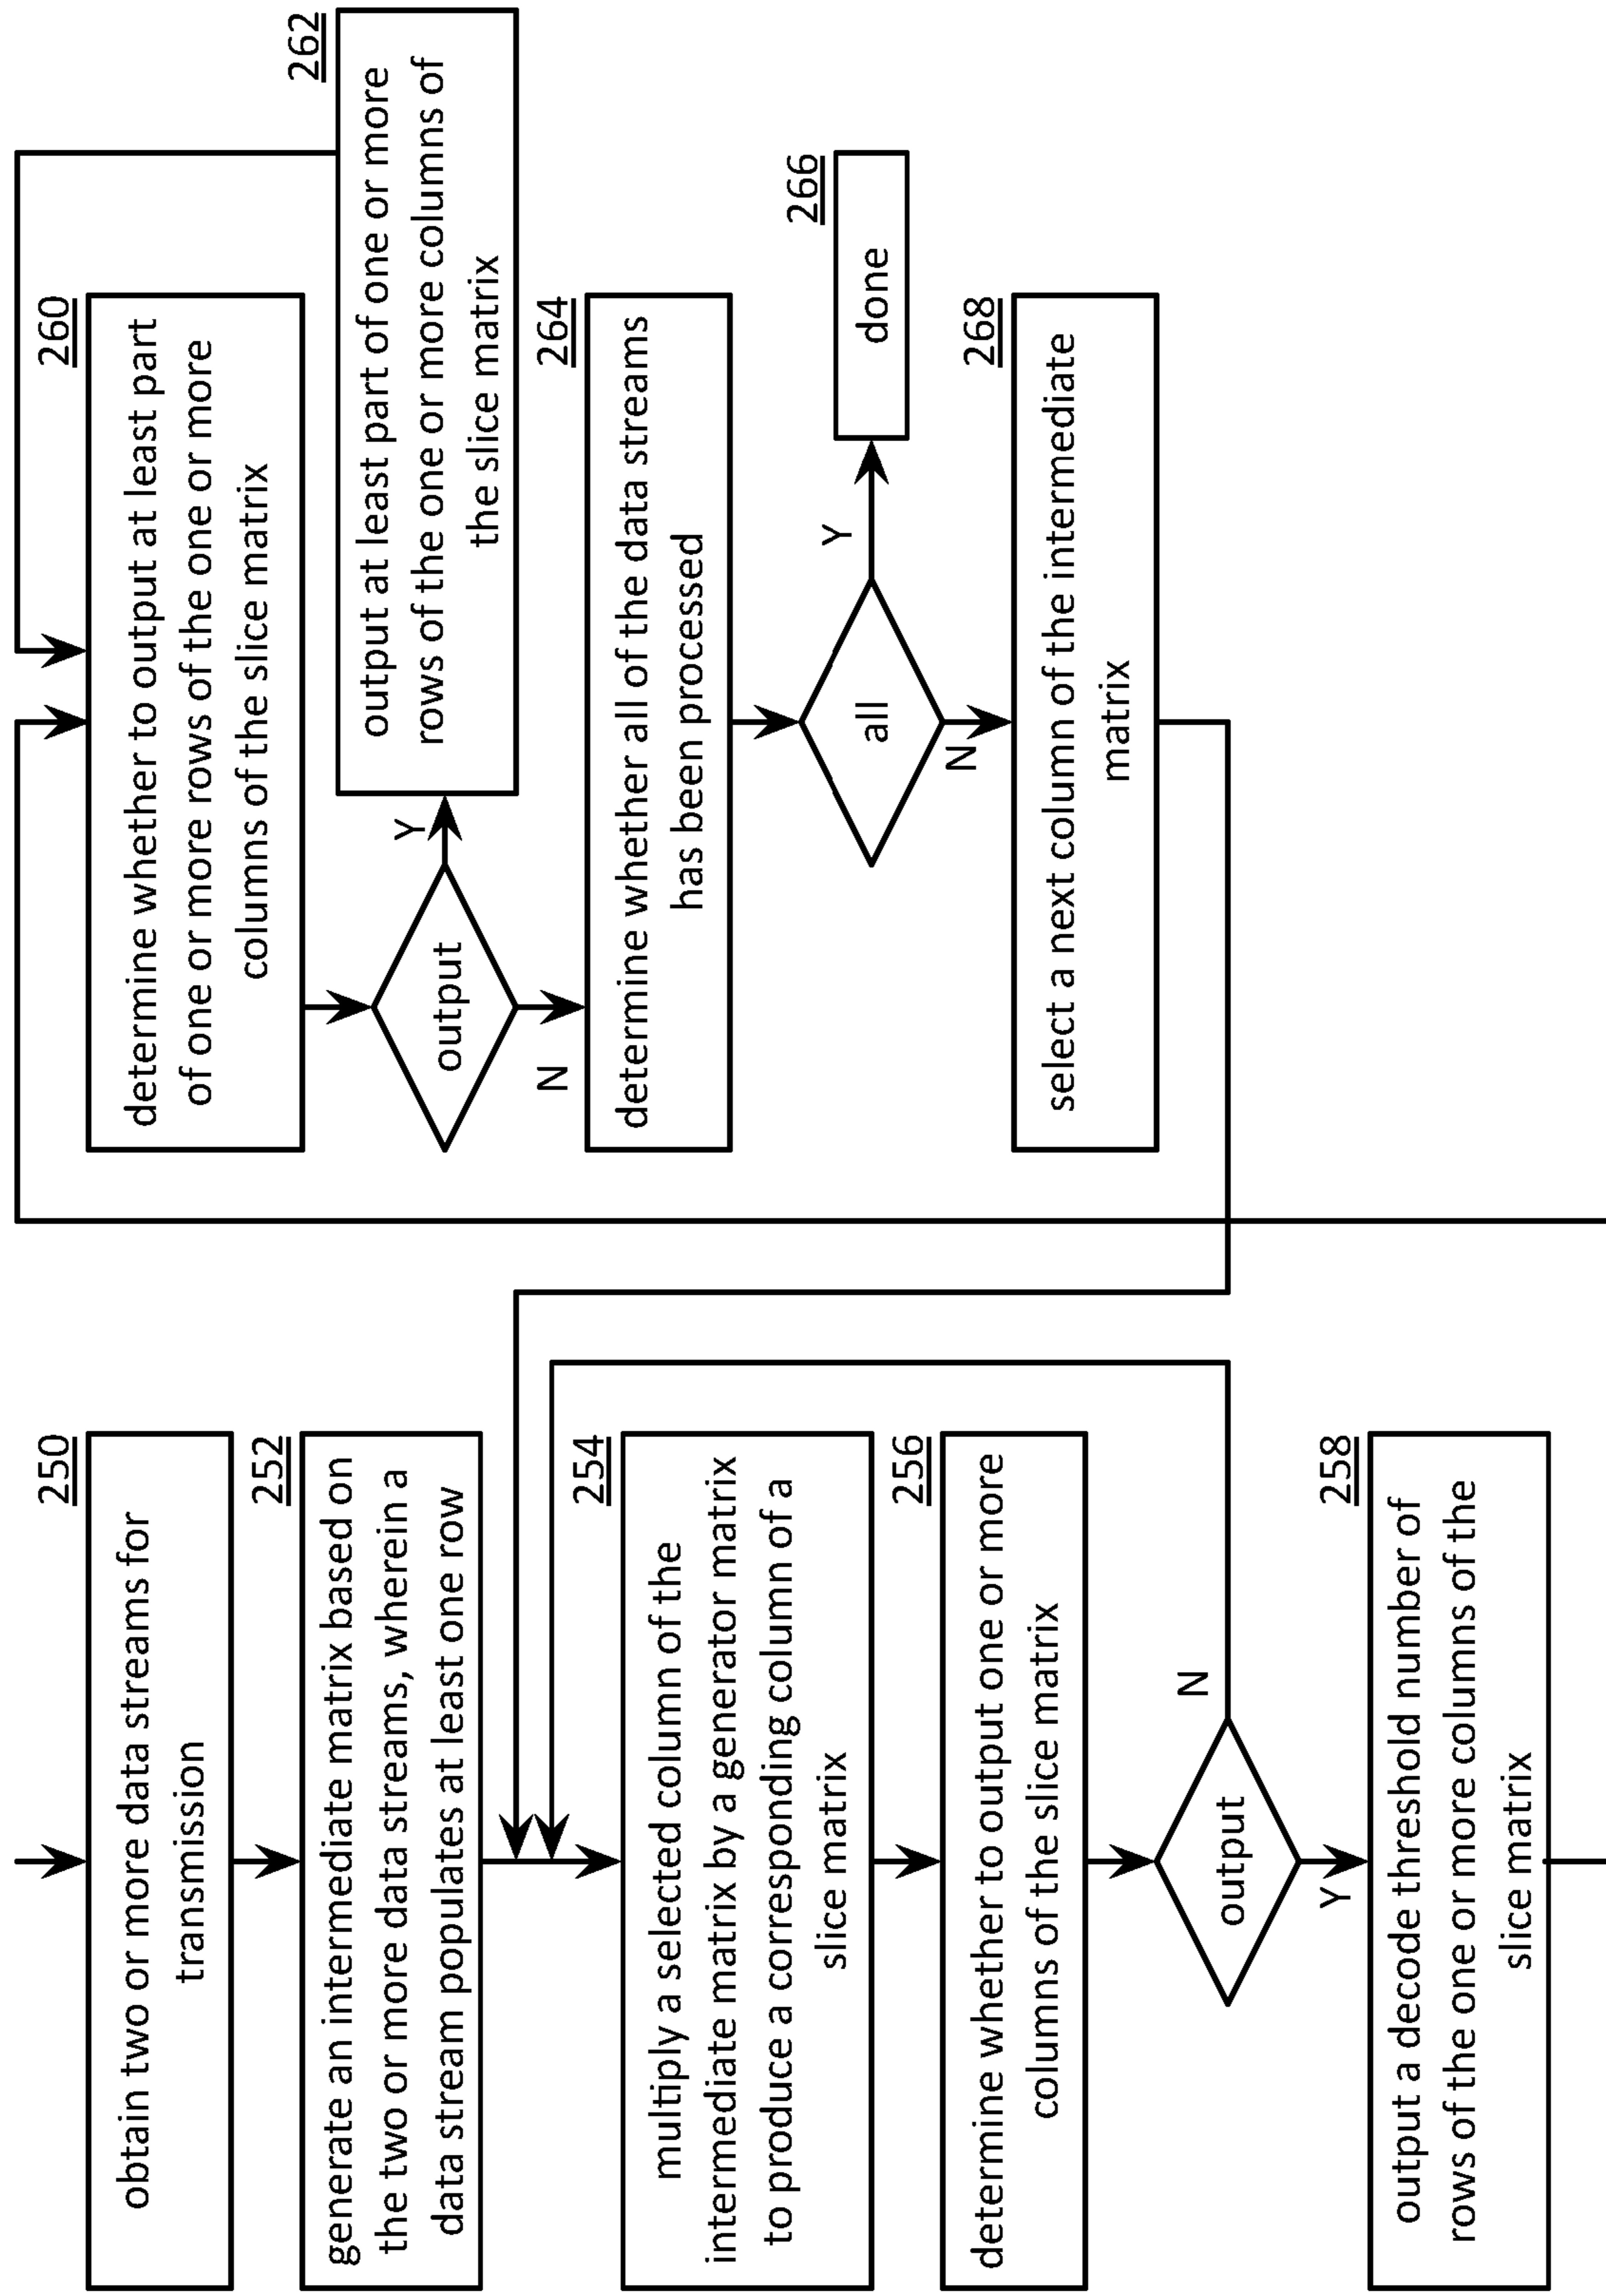 250
obtain two or more data streams for
transmission
252
generate an intermediate matrix based on
the two or more data streams, wherein a
data stream populates at least one row
254
multiply a selected column of the
intermediate matrix by a generator matrix
to produce a corresponding column of a
slice matrix
256
determine whether to output one or more
columns of the slice matrix
output
N
Y
258
output a decode threshold number of
rows of the one or more columns of the
slice matrix
260
determine whether to output at least part
of one or more rows of the one or more
columns of the slice matrix
output
Y
N
262
output at least part of one or more
rows of the one or more columns of
the slice matrix
264
determine whether all of the data streams
has been processed
all
Y
N
266
done
268
select a next column of the intermediate
matrix